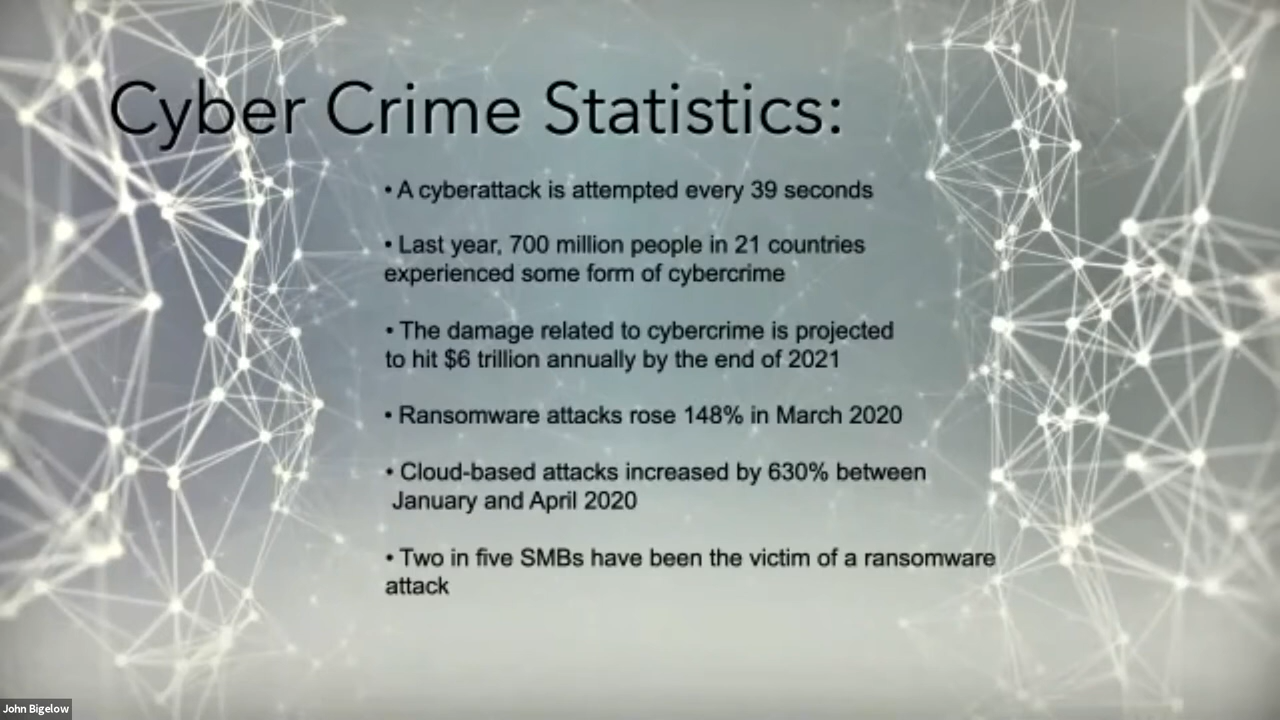 Cyber Crime Statistics:
• A cyberattack is attempted every 39 seconds
• Last year, 700 million people in 21 countries
experienced some form of cybercrime
• The damage related to cybercrime is projected
to hit $6 trillion annually by the end of 2021
• Ransomware attacks rose 148% in March 2020
• Cloud-based attacks increased by 630% between
January and April 2020
• Two in five SMBs have been the victim of a ransomware
attack
John Bigelow